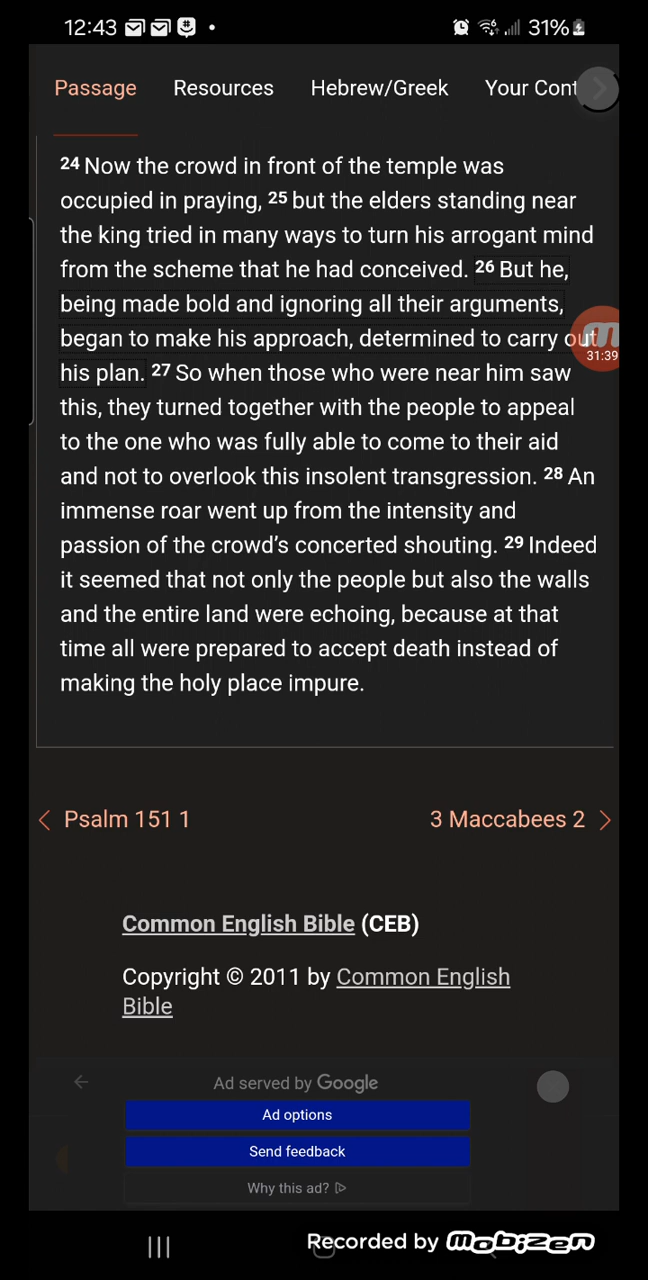 12:43
31%
Passage Resources Hebrew/Greek Your Cont
24 Now the crowd in front of the temple was
occupied in praying, 25 but the elders standing near
the king tried in many ways to turn his arrogant mind
from the scheme that he had conceived. 26 But he,
being made bold and ignoring all their arguments,
began to make his approach, determined to carry out
his plan. 27 So when those who were near him saw
31:39
this, they turned together with the people to appeal
to the one who was fully able to come to their aid
and not to overlook this insolent transgression. 28 An
immense roar went up from the intensity and
passion of the crowd’s concerted shouting. 29 Indeed
it seemed that not only the people but also the walls
and the entire land were echoing, because at that
time all were prepared to accept death instead of
making the holy place impure.
Psalm 151 1
3 Maccabees 2
Common English Bible (CEB)
Copyright © 2011 by Common English
Bible
Ad served by Google
Ad options
Send feedback
Why this ad?
Recorded by mobizen